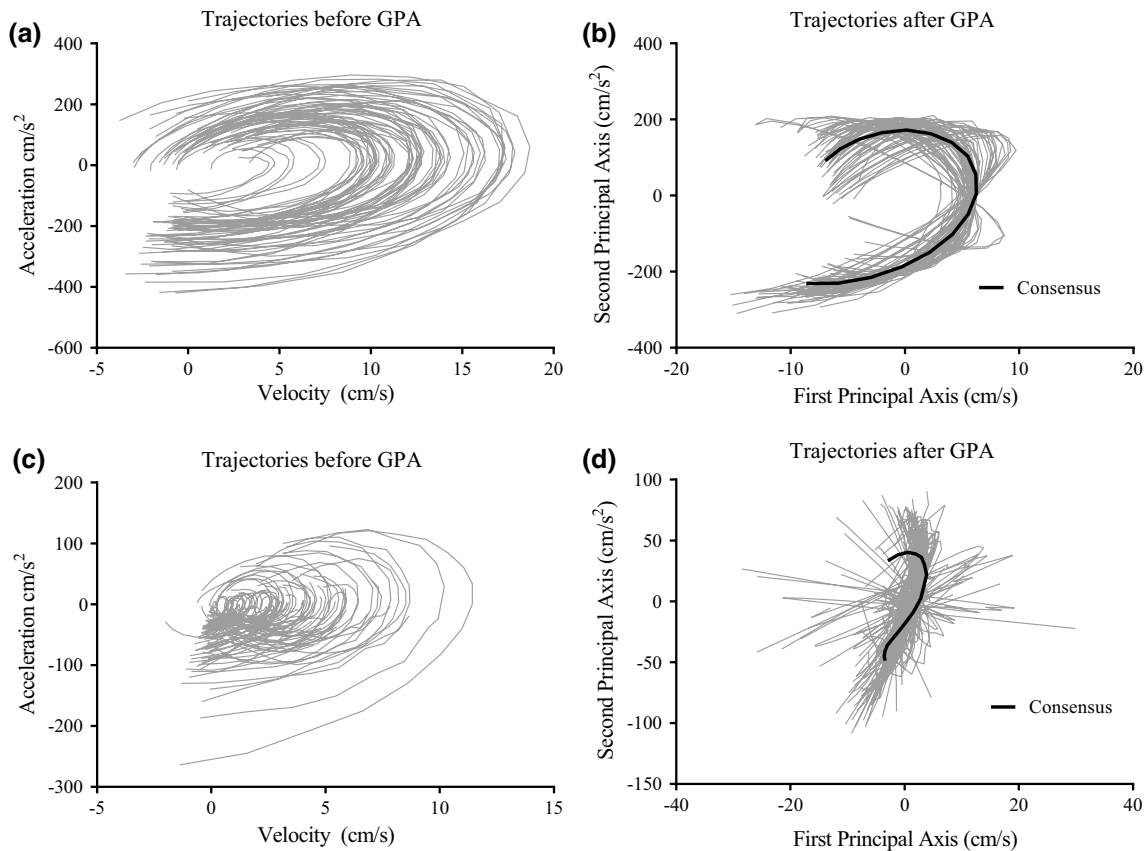 (a)
Trajectories before GPA
400
200
0
-200
-400
-600
Acceleration cm/s²
-5 0 5 10 15 20
Velocity (cm/s)
(b)
Trajectories after GPA
400
200
0
-200
-400
Second Principal Axis (cm/s²)
Consensus
-20 -10 0 10 20
First Principal Axis (cm/s)
(c)
Trajectories before GPA
200
100
0
-100
-200
-300
Acceleration cm/s²
-5 0 5 10 15
Velocity (cm/s)
(d)
Trajectories after GPA
100
50
0
-50
-100
-150
Second Principal Axis (cm/s²)
Consensus
-40 -20 0 20 40
First Principal Axis (cm/s)